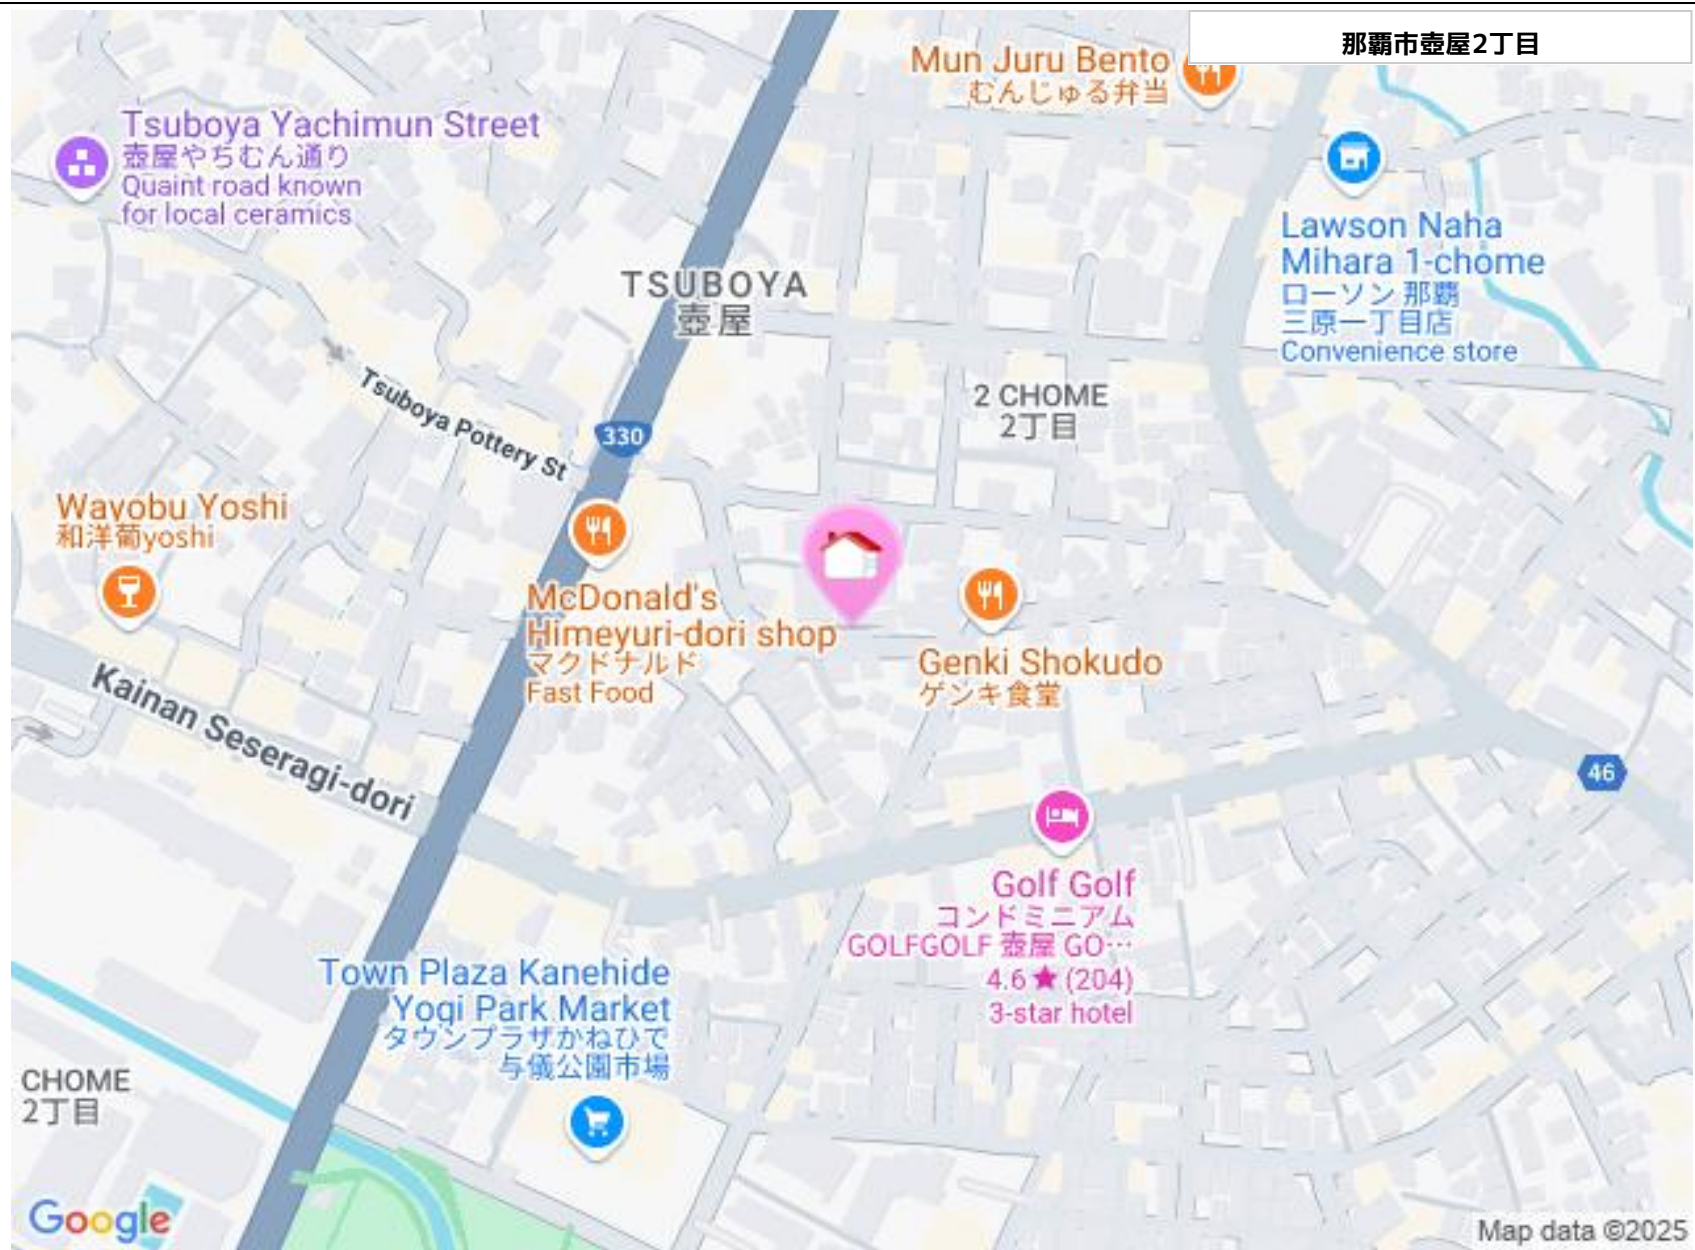 那覇市壺屋2丁目
Mun Juru Bento
むんじゅる弁当
Tsuboya Yachimun Street
壺屋やちむん通り
Quaint road known
for local ceramics
Lawson Naha
Mihara 1-chome
ローソン 那覇
三原一丁目店
Convenience store
TSUBOYA
壺屋
Tsuboya Pottery St
2 CHOME
2丁目
330
Wayobu Yoshi
和洋葡yoshi
McDonald's
Himeyuri-dori shop
マクドナルド
Fast Food
Genki Shokudo
ゲンキ食堂
Kainan Seseragi-dori
46
Golf Golf
コンドミニアム
GOLFGOLF 壺屋 GO…
4.6★(204)
3-star hotel
Town Plaza Kanehide
Yogi Park Market
タウンプラザかねひで
与儀公園市場
CHOME
2丁目
Google
Map data ©2025